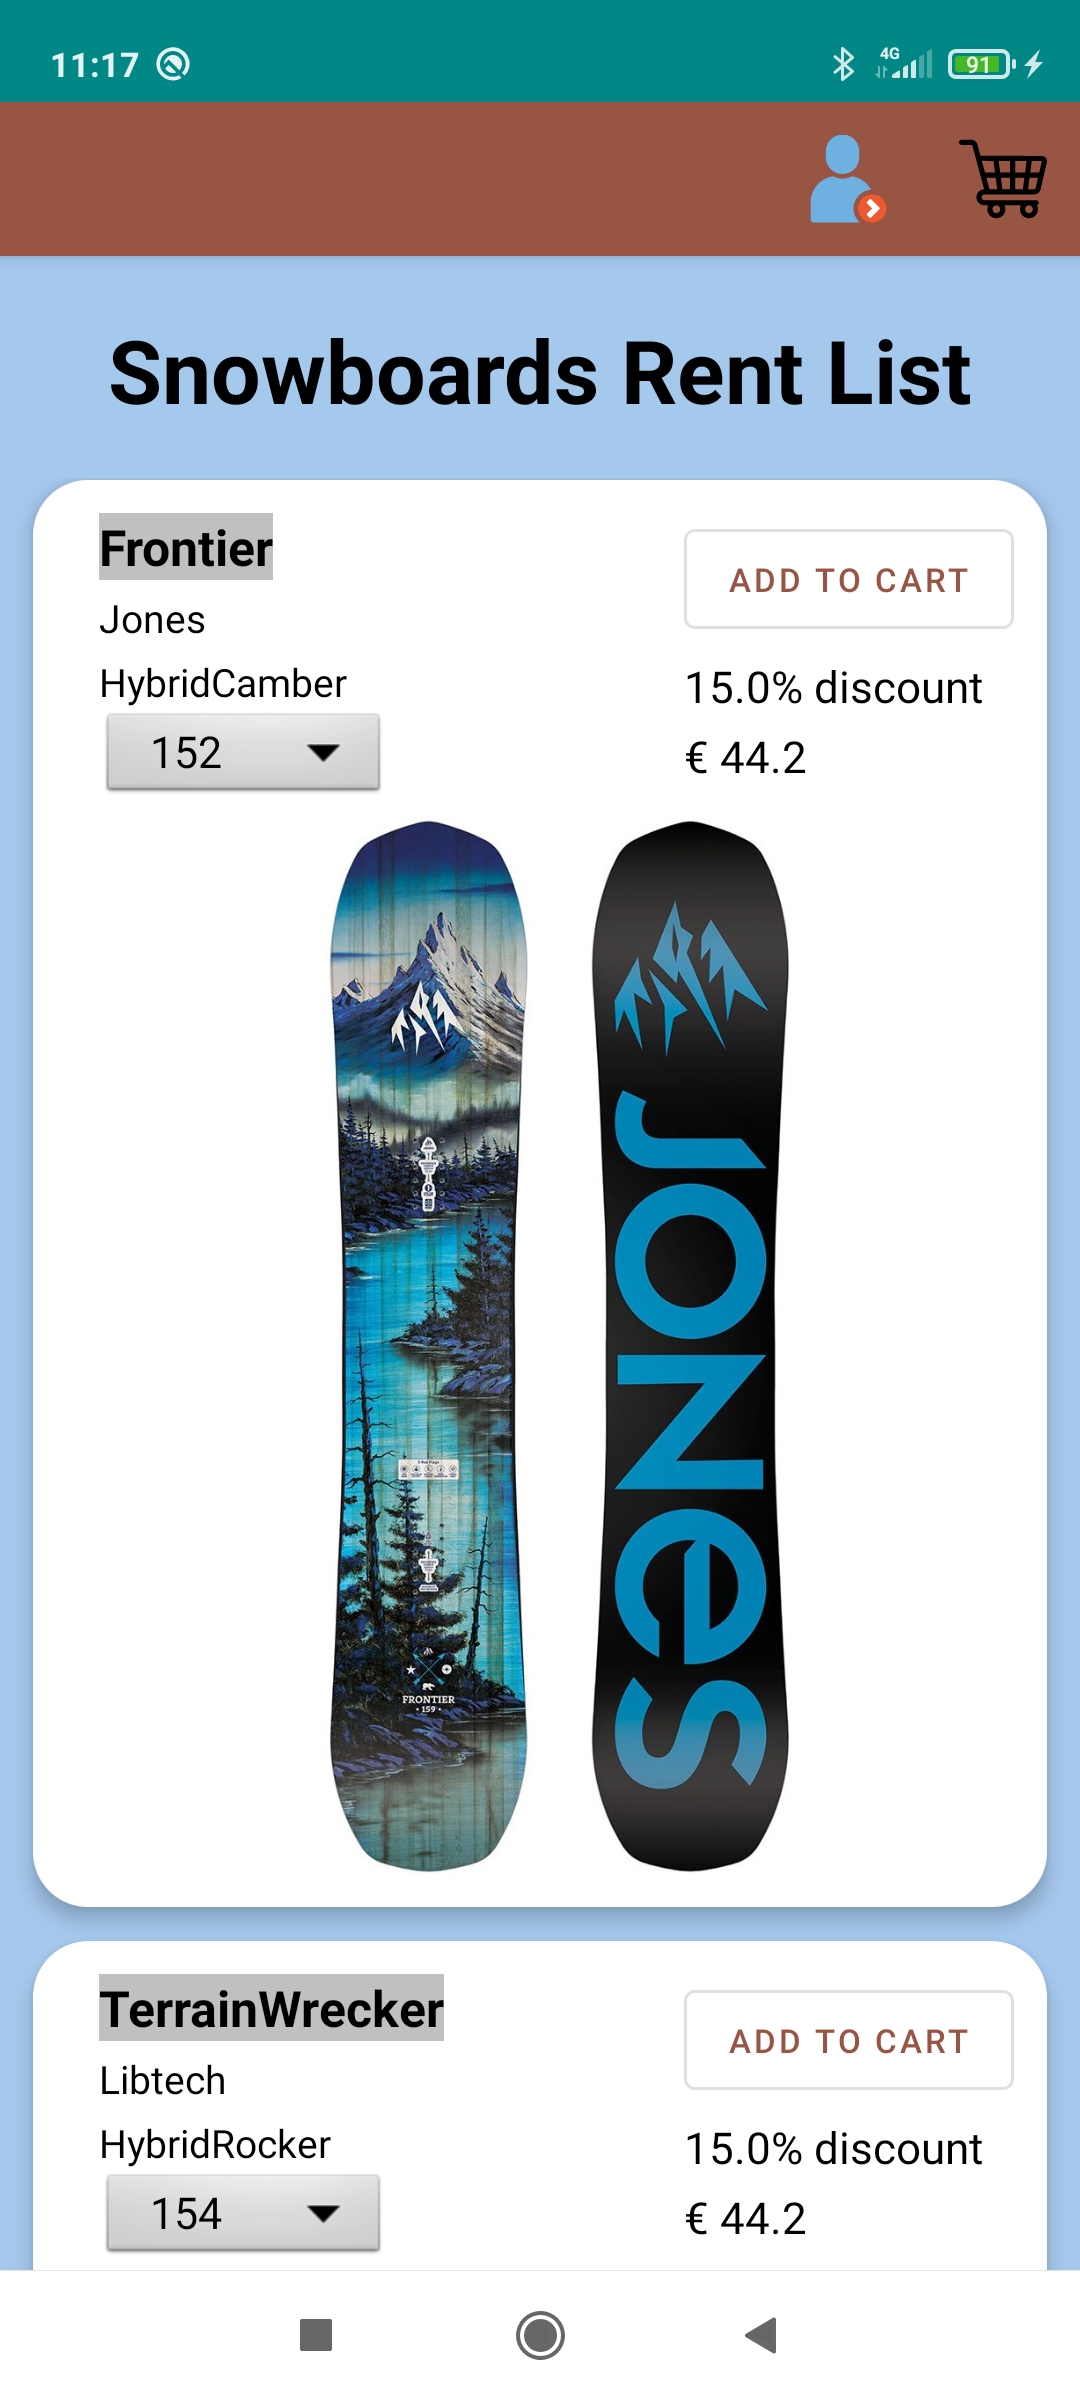 11:17
4G
91
Snowboards Rent List
Frontier
ADD TO CART
Jones
HybridCamber
15.0% discount
152
€ 44.2
JONes
FRONTIER
• 159 •
TerrainWrecker
ADD TO CART
Libtech
HybridRocker
15.0% discount
154
€ 44.2